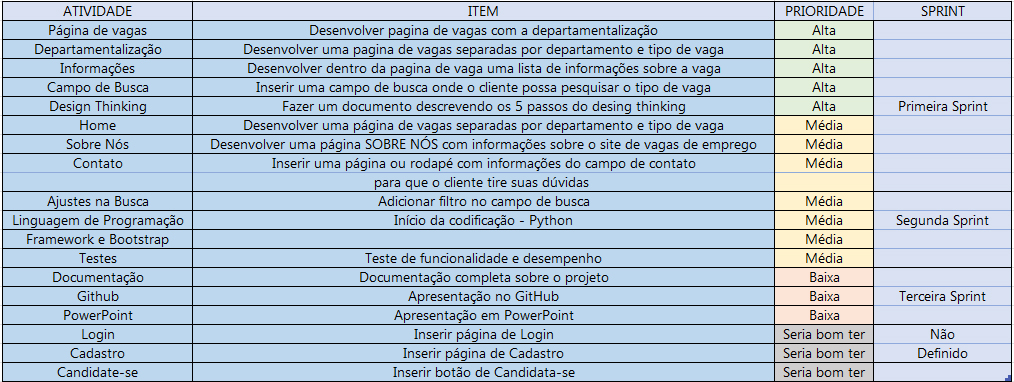 ATIVIDADE ITEM PRIORIDADE SPRINT
Página de vagas Desenvolver pagina de vagas com a departamentalização Alta
Departamentalização Desenvolver uma pagina de vagas separadas por departamento e tipo de vaga Alta
Informações Desenvolver dentro da pagina de vaga uma lista de informações sobre a vaga Alta
Campo de Busca Inserir uma campo de busca onde o cliente possa pesquisar o tipo de vaga Alta
Design Thinking Fazer um documento descrevendo os 5 passos do desing thinking Alta Primeira Sprint
Home Desenvolver uma página de vagas separadas por departamento e tipo de vaga Média
Sobre Nós Desenvolver uma página SOBRE NÓS com informações sobre o site de vagas de emprego Média
Contato Inserir uma página ou rodapé com informações do campo de contato Média
para que o cliente tire suas dúvidas
Ajustes na Busca Adicionar filtro no campo de busca Média
Linguagem de Programação Início da codificação - Python Média Segunda Sprint
Framework e Bootstrap Média
Testes Teste de funcionalidade e desempenho Média
Documentação Documentação completa sobre o projeto Baixa
Github Apresentação no GitHub Baixa Terceira Sprint
PowerPoint Apresentação em PowerPoint Baixa
Login Inserir página de Login Seria bom ter Não
Cadastro Inserir página de Cadastro Seria bom ter Definido
Candidate-se Inserir botão de Candidata-se Seria bom ter